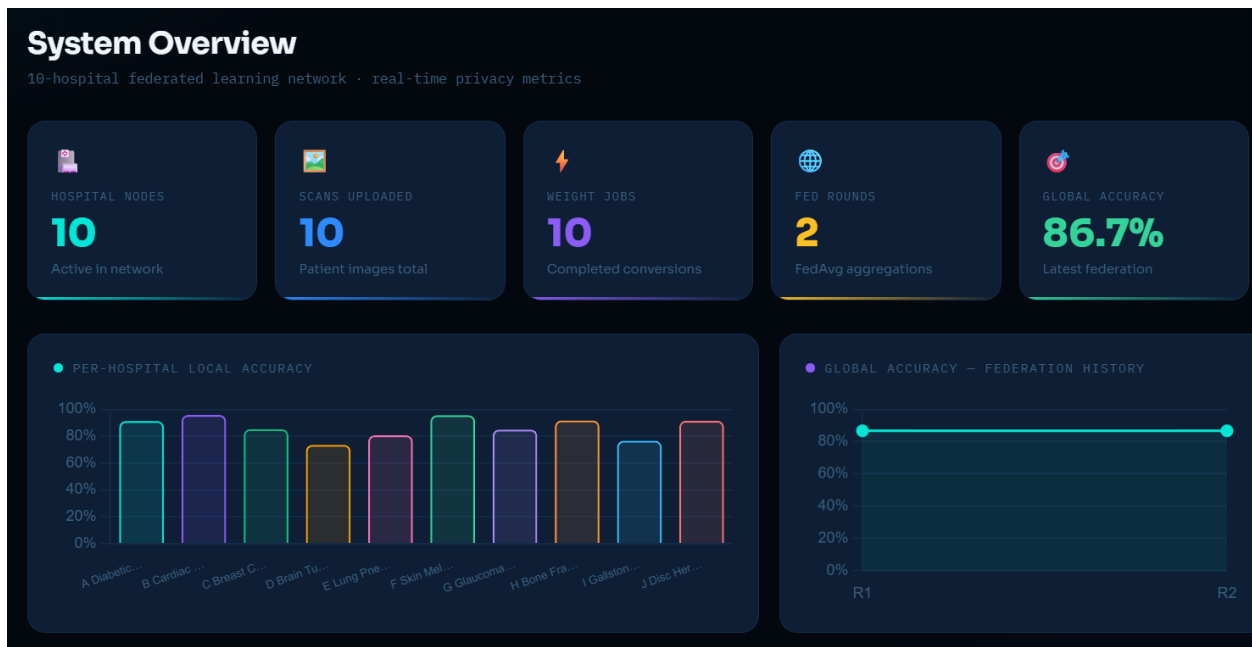 System Overview
10-hospital federated learning network · real-time privacy metrics
HOSPITAL NODES
10
Active in network
SCANS UPLOADED
10
Patient images total
WEIGHT JOBS
10
Completed conversions
FED ROUNDS
2
FedAvg aggregations
GLOBAL ACCURACY
86.7%
Latest federation
PER-HOSPITAL LOCAL ACCURACY
100%
80%
60%
40%
20%
0%
A Diabetic...
B Cardiac ...
C Breast C...
D Brain Tu...
E Lung Pne...
F Skin Mel...
G Glaucoma...
H Bone Fra...
I Gallston...
J Disc Her...
GLOBAL ACCURACY — FEDERATION HISTORY
100%
80%
60%
40%
20%
0%
R1
R2